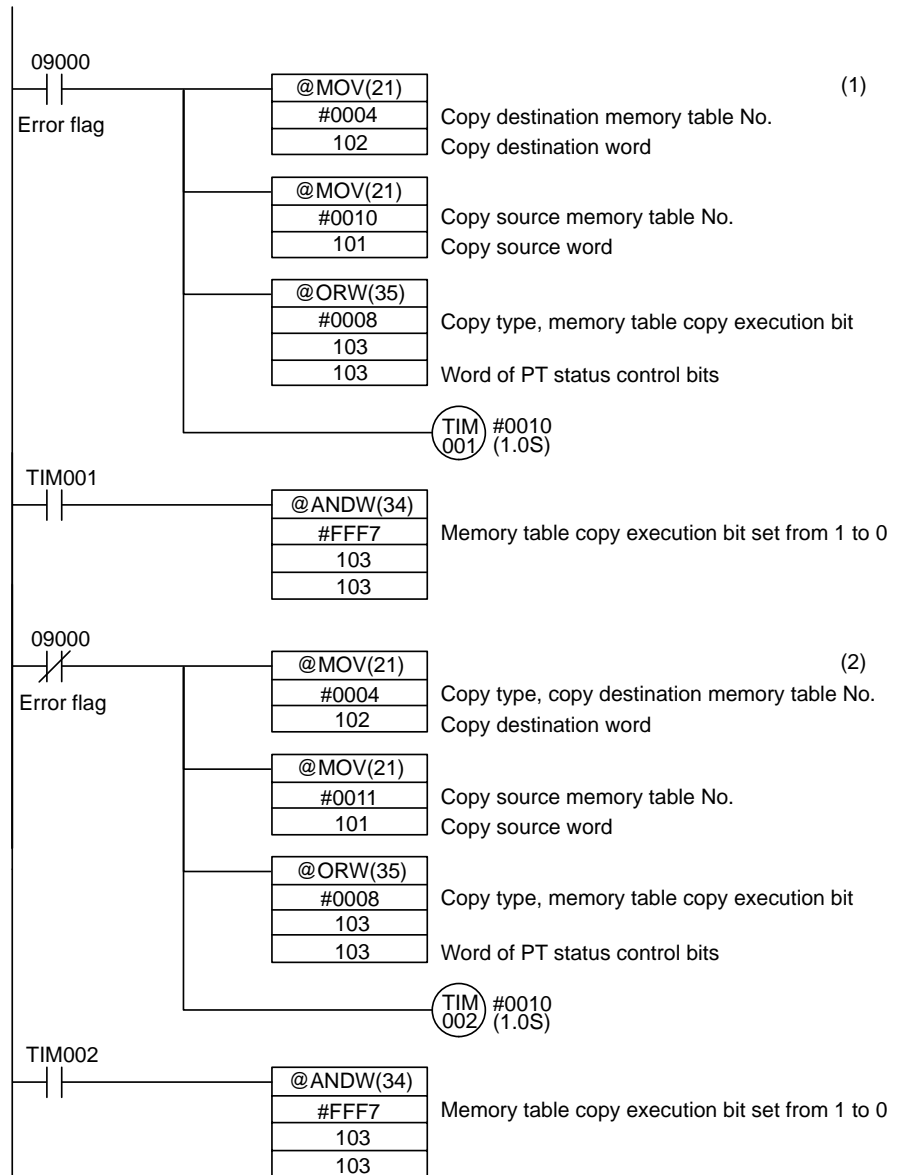 09000
@MOV(21) (1)
Error flag #0004 Copy destination memory table No.
102 Copy destination word
@MOV(21)
#0010 Copy source memory table No.
101 Copy source word
@ORW(35)
#0008 Copy type, memory table copy execution bit
103
103 Word of PT status control bits
TIM #0010
001 (1.0S)
TIM001
@ANDW(34)
#FFF7 Memory table copy execution bit set from 1 to 0
103
103
09000
@MOV(21) (2)
Error flag #0004 Copy type, copy destination memory table No.
102 Copy destination word
@MOV(21)
#0011 Copy source memory table No.
101 Copy source word
@ORW(35)
#0008 Copy type, memory table copy execution bit
103
103 Word of PT status control bits
TIM #0010
002 (1.0S)
TIM002
@ANDW(34)
#FFF7 Memory table copy execution bit set from 1 to 0
103
103